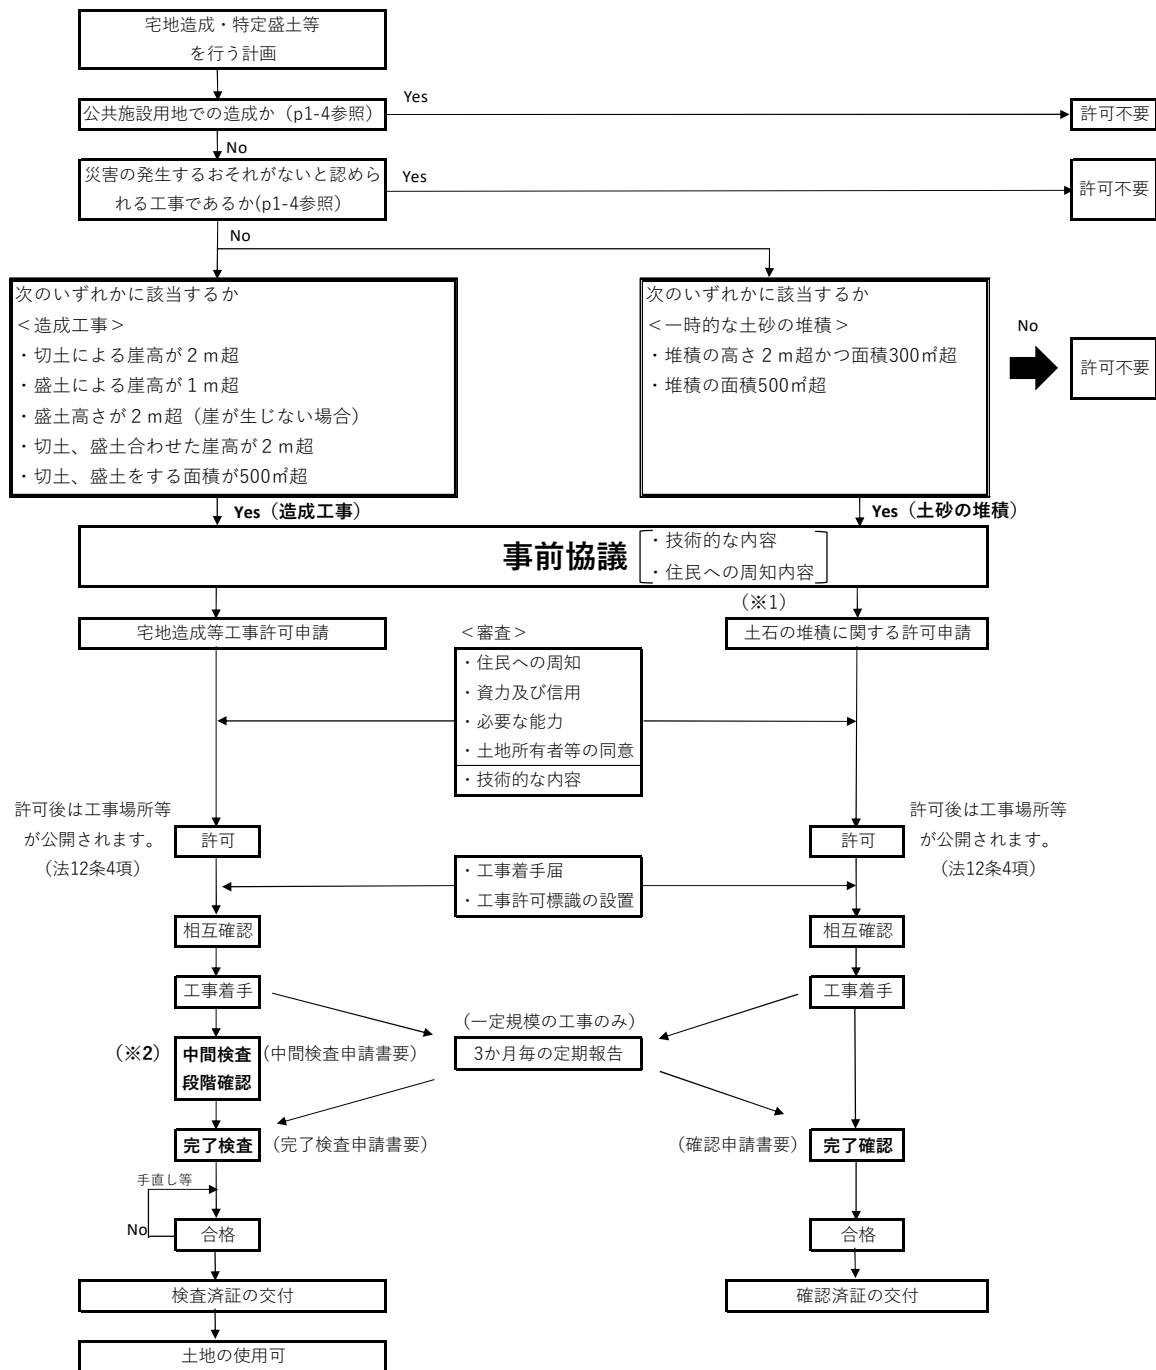 宅地造成・特定盛土等
を行う計画
公共施設用地での造成か（p1-4参照）
Yes
許可不要
No
災害の発生するおそれがないと認めら
れる工事であるか(p1-4参照）
Yes
許可不要
No
次のいずれかに該当するか
＜造成工事＞
・切土による崖高が２ｍ超
・盛土による崖高が１ｍ超
・盛土高さが２ｍ超（崖が生じない場合）
・切土、盛土合わせた崖高が２ｍ超
・切土、盛土をする面積が500㎡超
次のいずれかに該当するか
＜一時的な土砂の堆積＞
・堆積の高さ２ｍ超かつ面積300㎡超
・堆積の面積500㎡超
No
許可不要
Yes（造成工事）
Yes（土砂の堆積）
事前協議
・技術的な内容
・住民への周知内容
（※1）
宅地造成等工事許可申請
土石の堆積に関する許可申請
＜審査＞
・住民への周知
・資力及び信用
・必要な能力
・土地所有者等の同意
・技術的な内容
許可後は工事場所等
が公開されます。
（法12条4項）
許可
許可
許可後は工事場所等
が公開されます。
（法12条4項）
・工事着手届
・工事許可標識の設置
相互確認
相互確認
工事着手
工事着手
（一定規模の工事のみ）
3か月毎の定期報告
（※2）
中間検査
段階確認
（中間検査申請書要）
完了検査
（完了検査申請書要）
（確認申請書要）
完了確認
手直し等
No
合格
合格
検査済証の交付
確認済証の交付
土地の使用可